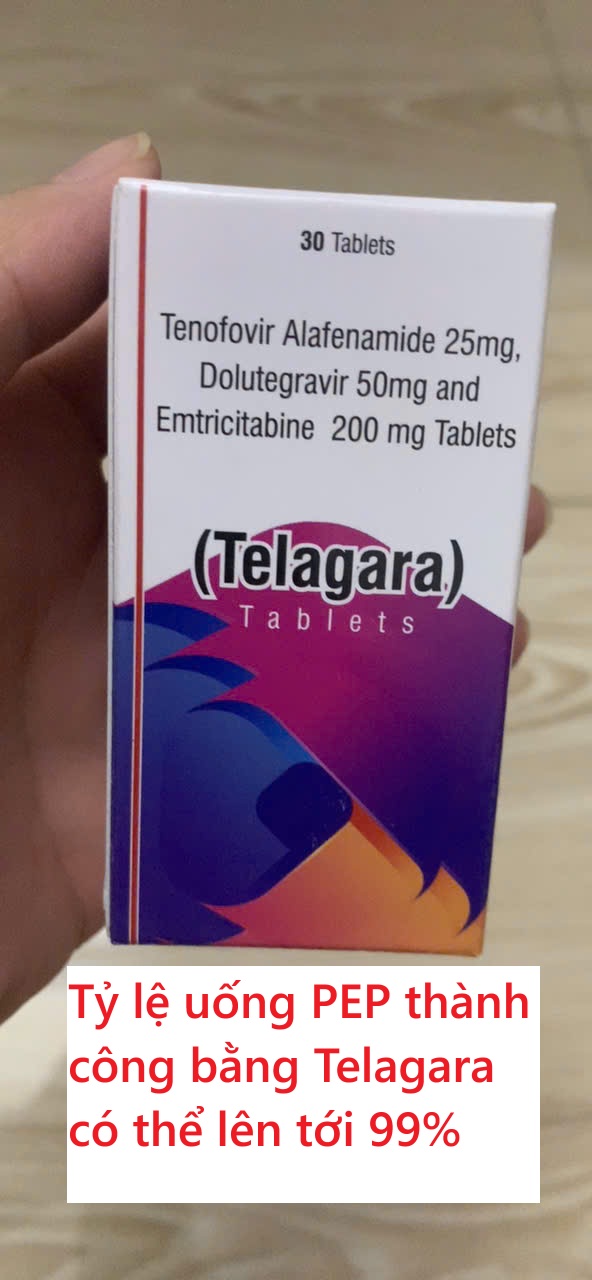 30 Tablets
Tenofovir Alafenamide 25mg,
Dolutegravir 50mg and
Emtricitabine 200 mg Tablets
(Telagara)
Tablets
Tỷ lệ uống PEP thành
công bằng Telagara
có thể lên tới 99%